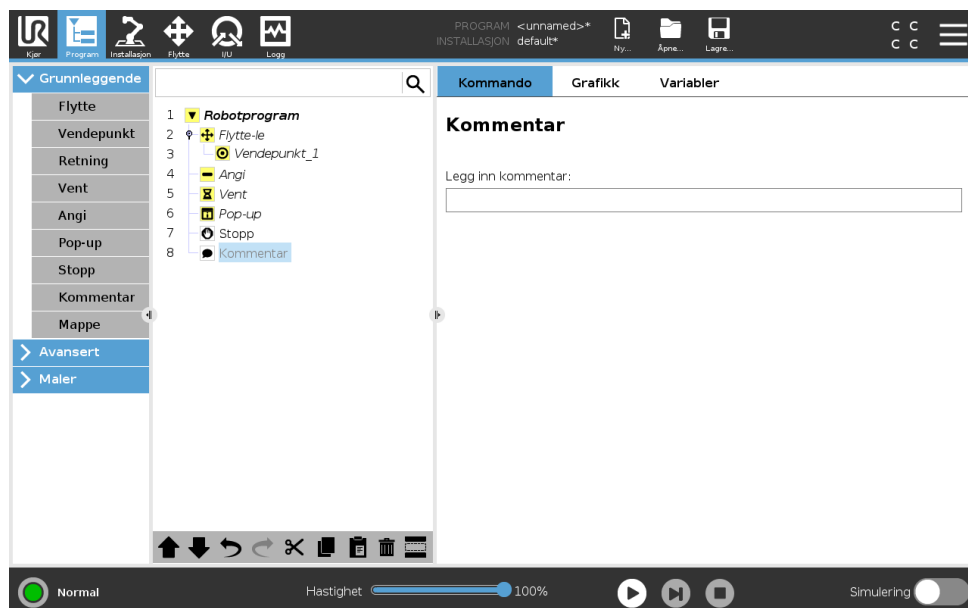 UR
Kjør
Program
Installasjon
Flytte
I/U
Logg
PROGRAM <unnamed>*
INSTALLASJON default*
Ny...
Åpne...
Lagre...
C C
C C
Grunnleggende
Flytte
Vendepunkt
Retning
Vent
Angi
Pop-up
Stopp
Kommentar
Mappe
Avansert
Maler
1 Robotprogram
2 Flytte-le
3 Vendepunkt_1
4 Angi
5 Vent
6 Pop-up
7 Stopp
8 Kommentar
Kommando Grafikk Variabler
Kommentar
Legg inn kommentar:
Normal
Hastighet 100%
Simulering